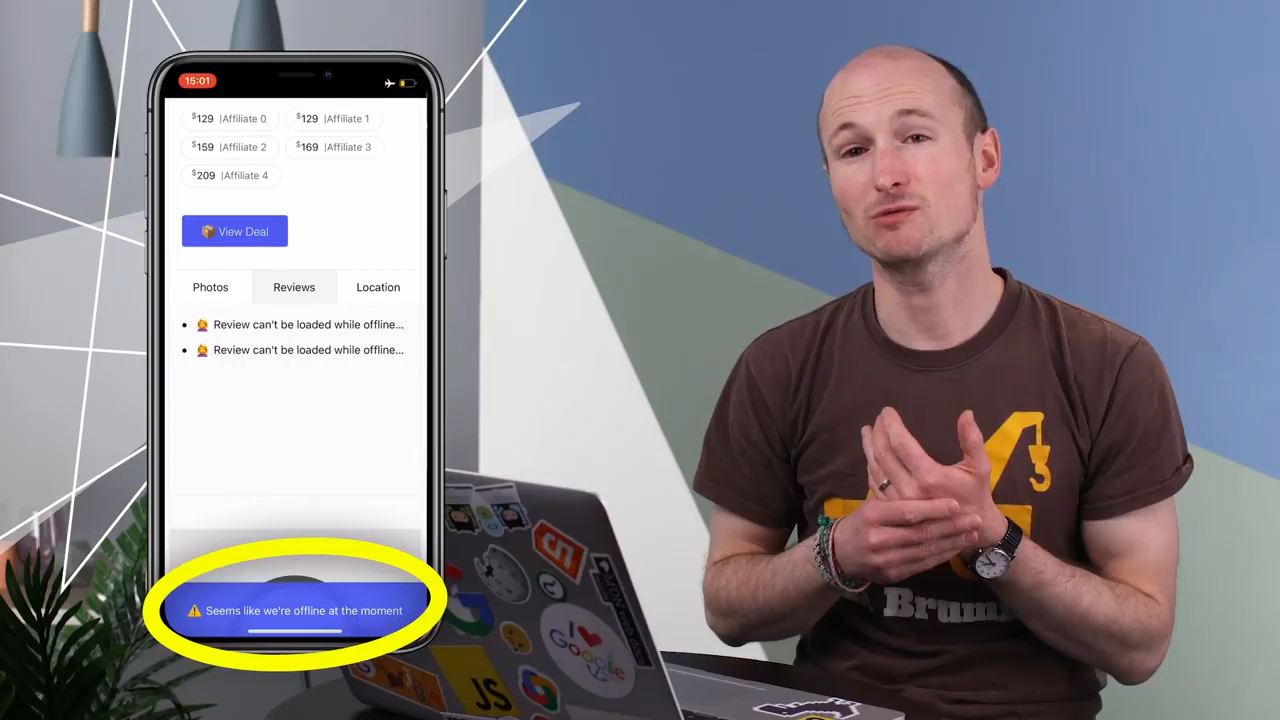 15:01
$129 |Affiliate 0
$129 |Affiliate 1
$159 |Affiliate 2
$169 |Affiliate 3
$209 |Affiliate 4
📦 View Deal
Photos
Reviews
Location
• 🤦 Review can't be loaded while offline...
• 🤦 Review can't be loaded while offline...
⚠️ Seems like we're offline at the moment
I ❤ Google
JS
3